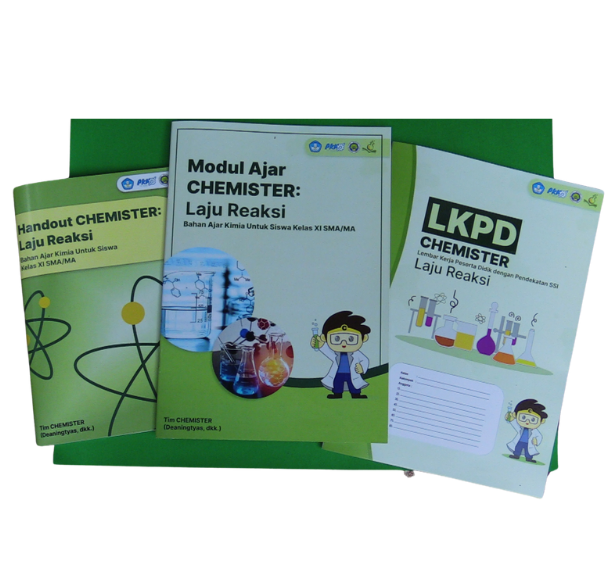 Handout CHEMISTER:
Laju Reaksi
Bahan Ajar Kimia Untuk Siswa
Kelas XI SMA/MA
Tim CHEMISTER
(Deaningtyas, dkk.)
Modul Ajar
CHEMISTER:
Laju Reaksi
Bahan Ajar Kimia Untuk Siswa Kelas XI SMA/MA
Tim CHEMISTER
(Deaningtyas, dkk.)
LKPD
CHEMISTER
Lembar Kerja Peserta Didik dengan Pendekatan SSI
Laju Reaksi